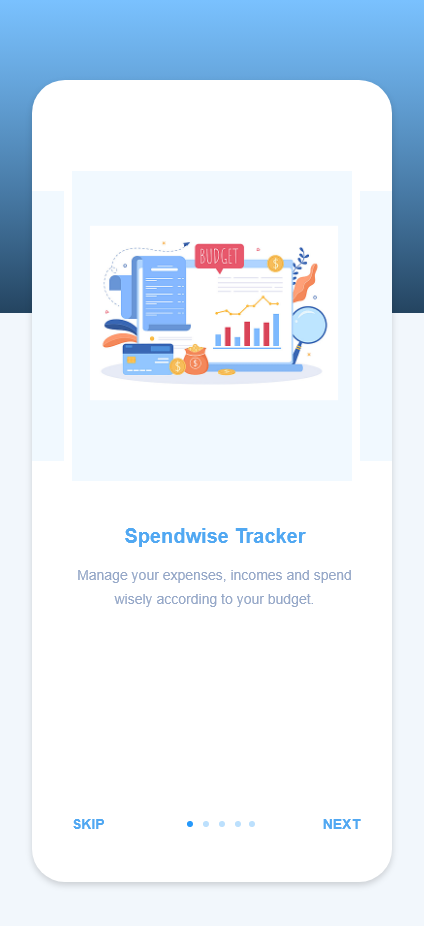 BUDGET
Spendwise Tracker
Manage your expenses, incomes and spend
wisely according to your budget.
SKIP
NEXT